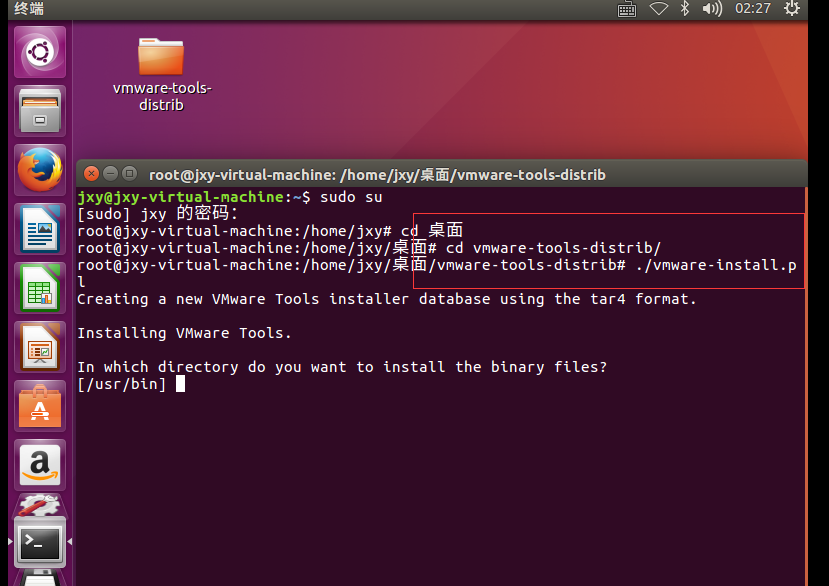 终端
02:27
vmware-tools-
distrib
root@jxy-virtual-machine: /home/jxy/桌面/vmware-tools-distrib
jxy@jxy-virtual-machine:~$ sudo su
[sudo] jxy 的密码:
root@jxy-virtual-machine:/home/jxy# cd 桌面
root@jxy-virtual-machine:/home/jxy/桌面# cd vmware-tools-distrib/
root@jxy-virtual-machine:/home/jxy/桌面/vmware-tools-distrib# ./vmware-install.p
l
Creating a new VMware Tools installer database using the tar4 format.
Installing VMware Tools.
In which directory do you want to install the binary files?
[/usr/bin]